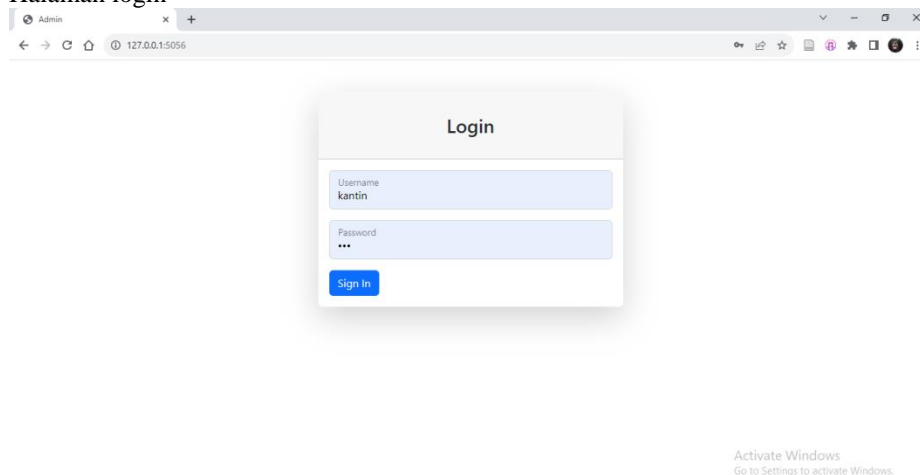 Halaman login
Admin
127.0.0.1:5056
Login
Username
kantin
Password
•••
Sign In
Activate Windows
Go to Settings to activate Windows.